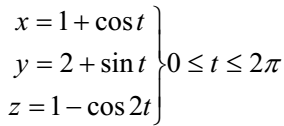 x = 1 + cos t
y = 2 + sin t } 0 ≤ t ≤ 2π
z = 1 − cos 2t